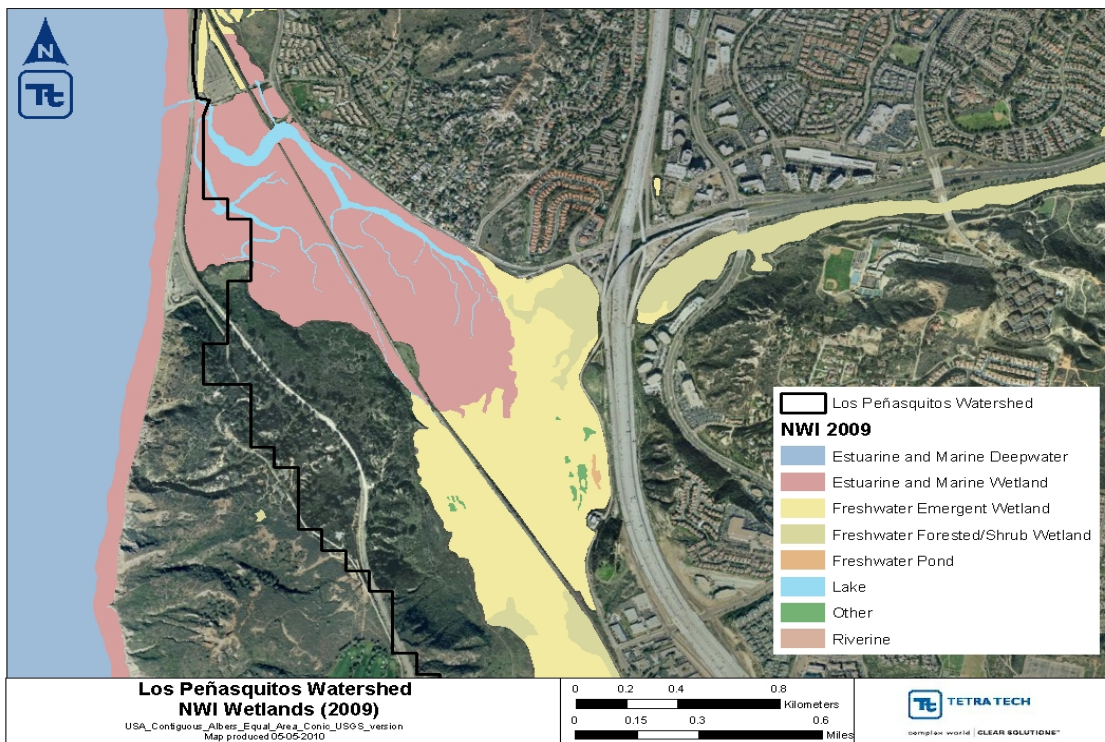 N
Tt
Los Peñasquitos Watershed
NWI 2009
Estuarine and Marine Deepwater
Estuarine and Marine Wetland
Freshwater Emergent Wetland
Freshwater Forested/Shrub Wetland
Freshwater Pond
Lake
Other
Riverine
Los Peñasquitos Watershed
NWI Wetlands (2009)
USA_Contiguous_Albers_Equal_Area_Conic_USGS_version
Map produced 05-05-2010
0 0.2 0.4 0.8
Kilometers
0 0.15 0.3 0.6
Miles
Tt TETRA TECH
complex world | CLEAR SOLUTIONS™